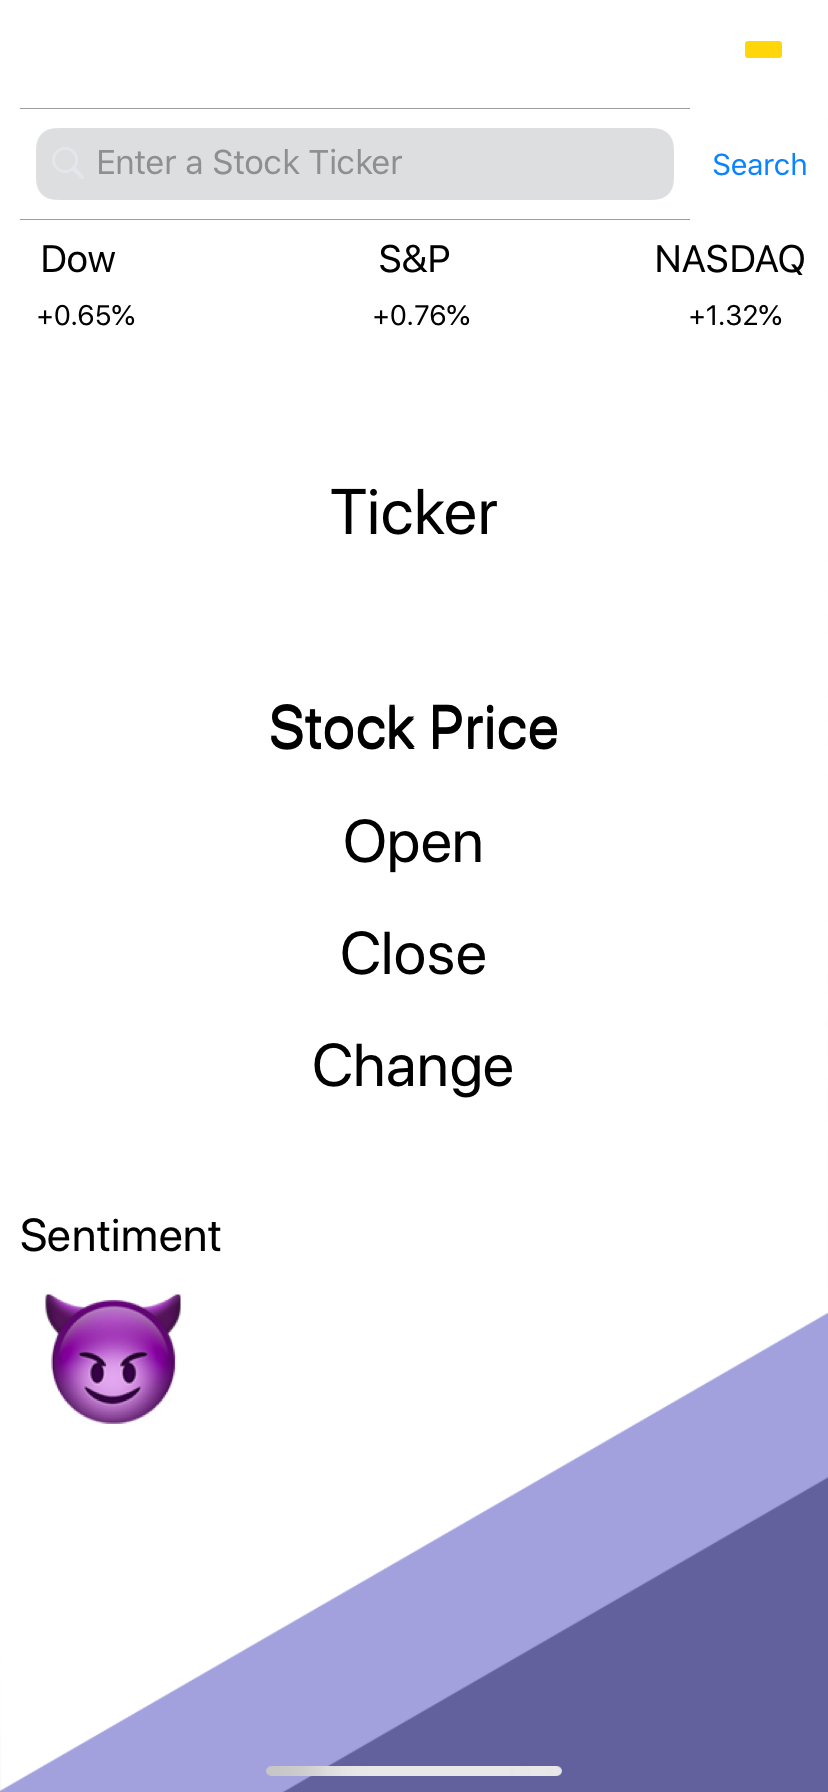 Enter a Stock Ticker
Search
Dow S&P NASDAQ
+0.65% +0.76% +1.32%
Ticker
Stock Price
Open
Close
Change
Sentiment